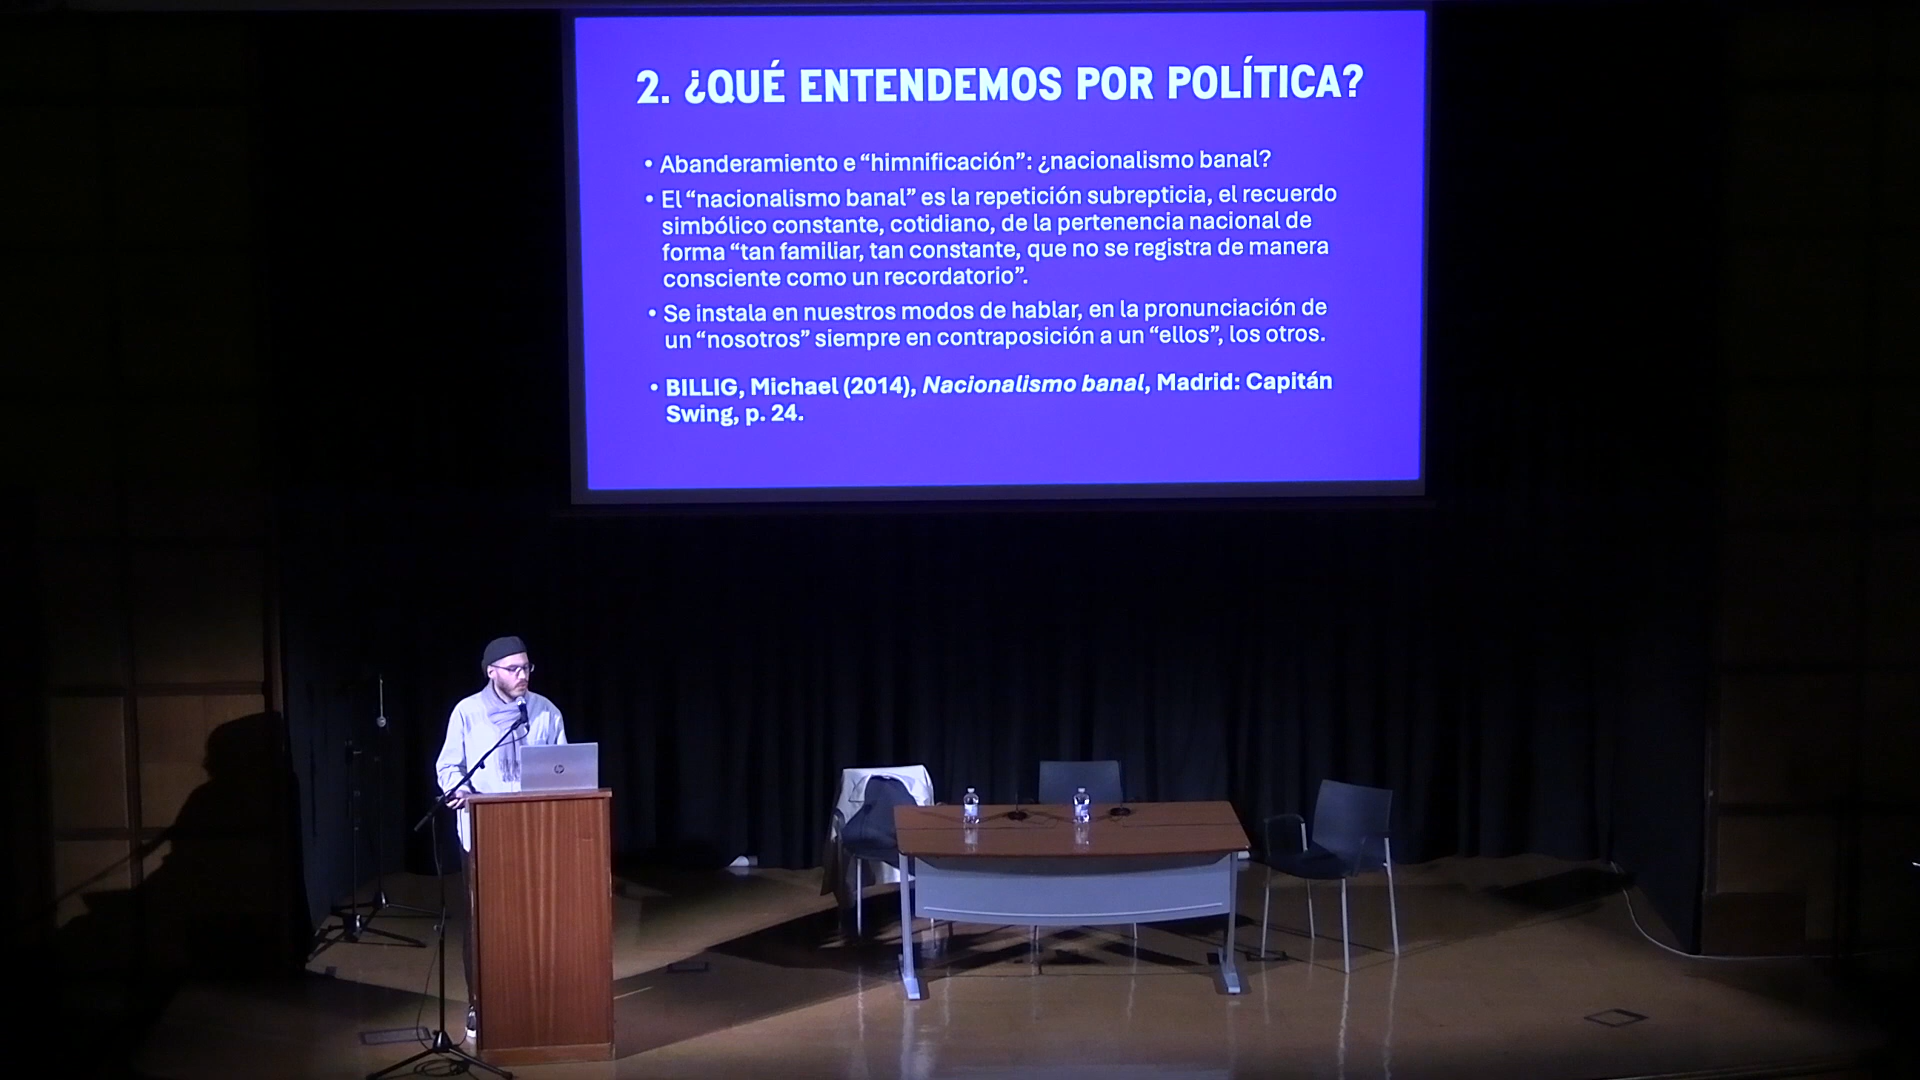 2. ¿QUÉ ENTENDEMOS POR POLÍTICA?
• Abanderamiento e “himnificación”: ¿nacionalismo banal?
• El “nacionalismo banal” es la repetición subrepticia, el recuerdo
simbólico constante, cotidiano, de la pertenencia nacional de
forma “tan familiar, tan constante, que no se registra de manera
consciente como un recordatorio”.
• Se instala en nuestros modos de hablar, en la pronunciación de
un “nosotros” siempre en contraposición a un “ellos”, los otros.
• BILLIG, Michael (2014), Nacionalismo banal, Madrid: Capitán
Swing, p. 24.
hp